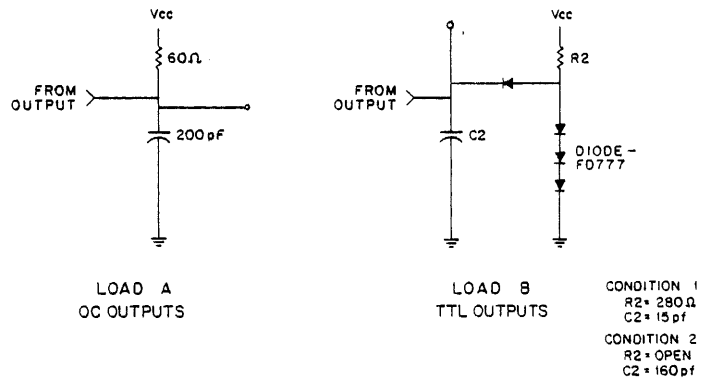 Vcc
60Ω
FROM
OUTPUT
200pF
LOAD A
OC OUTPUTS
Vcc
R2
FROM
OUTPUT
C2
DIODE-
FD777
LOAD B
TTL OUTPUTS
CONDITION 1
R2= 280Ω
C2= 15pf
CONDITION 2
R2= OPEN
C2= 160pf